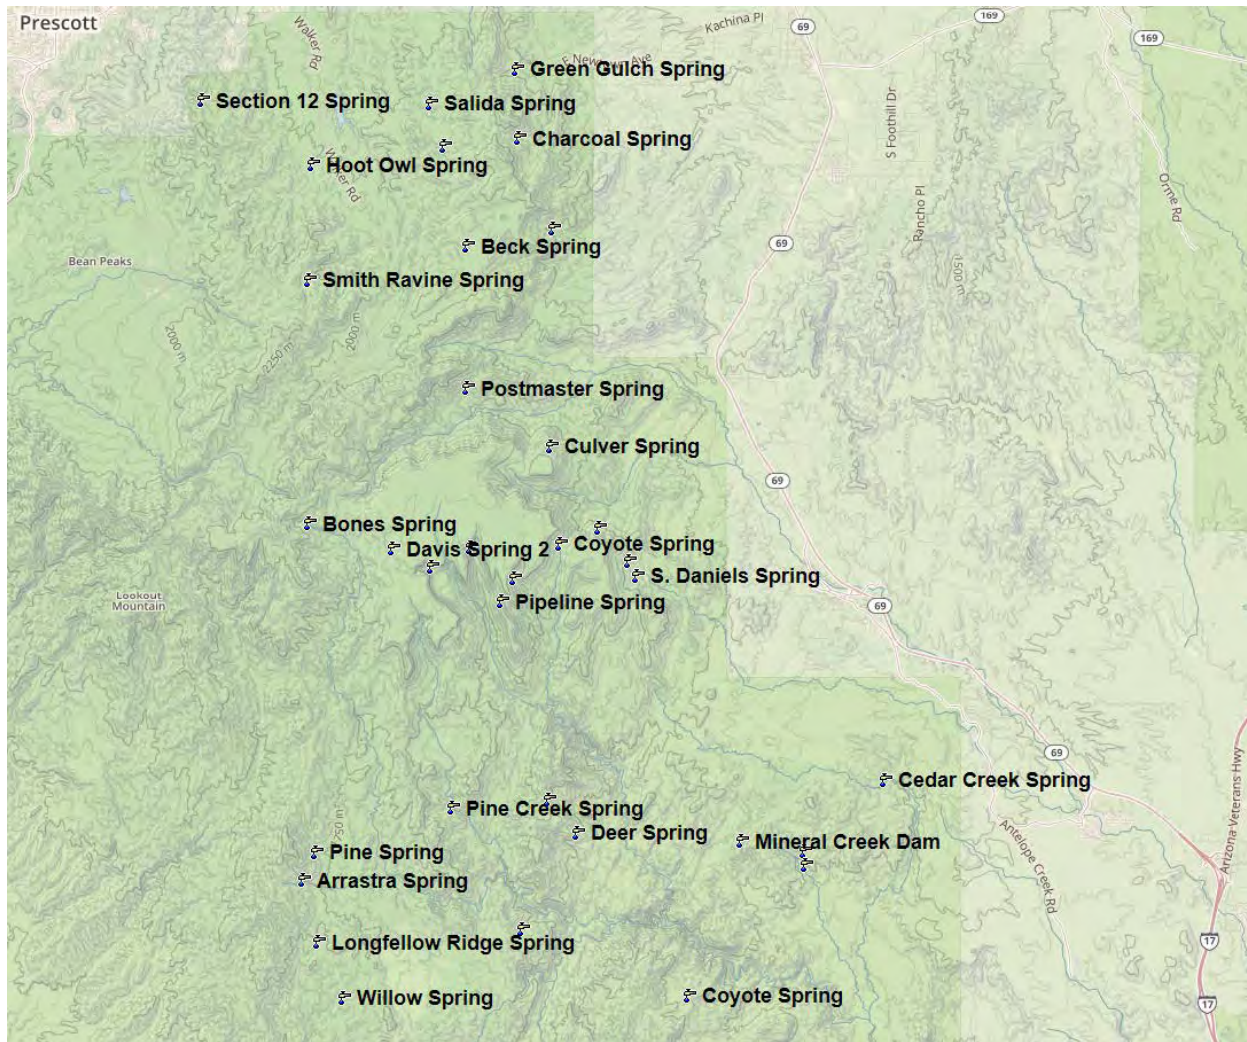 Prescott
Walker Rd
Kachina Pl
69
169
169
Green Gulch Spring
Section 12 Spring
Salida Spring
Charcoal Spring
S Foothill Dr
Hoot Owl Spring
Walker Rd
Orme Rd
Rancho Pl
69
Beck Spring
Bean Peaks
Smith Ravine Spring
1500 m
2000 m
2000 m
2250 m
Postmaster Spring
Culver Spring
69
Bones Spring
Davis Spring 2
Coyote Spring
S. Daniels Spring
Lookout
Mountain
Pipeline Spring
69
69
Cedar Creek Spring
Arizona Veterans Hwy
Pine Creek Spring
Deer Spring
Mineral Creek Dam
Antelope Creek Rd
Pine Spring
Arrastra Spring
Longfellow Ridge Spring
17
Willow Spring
Coyote Spring
17